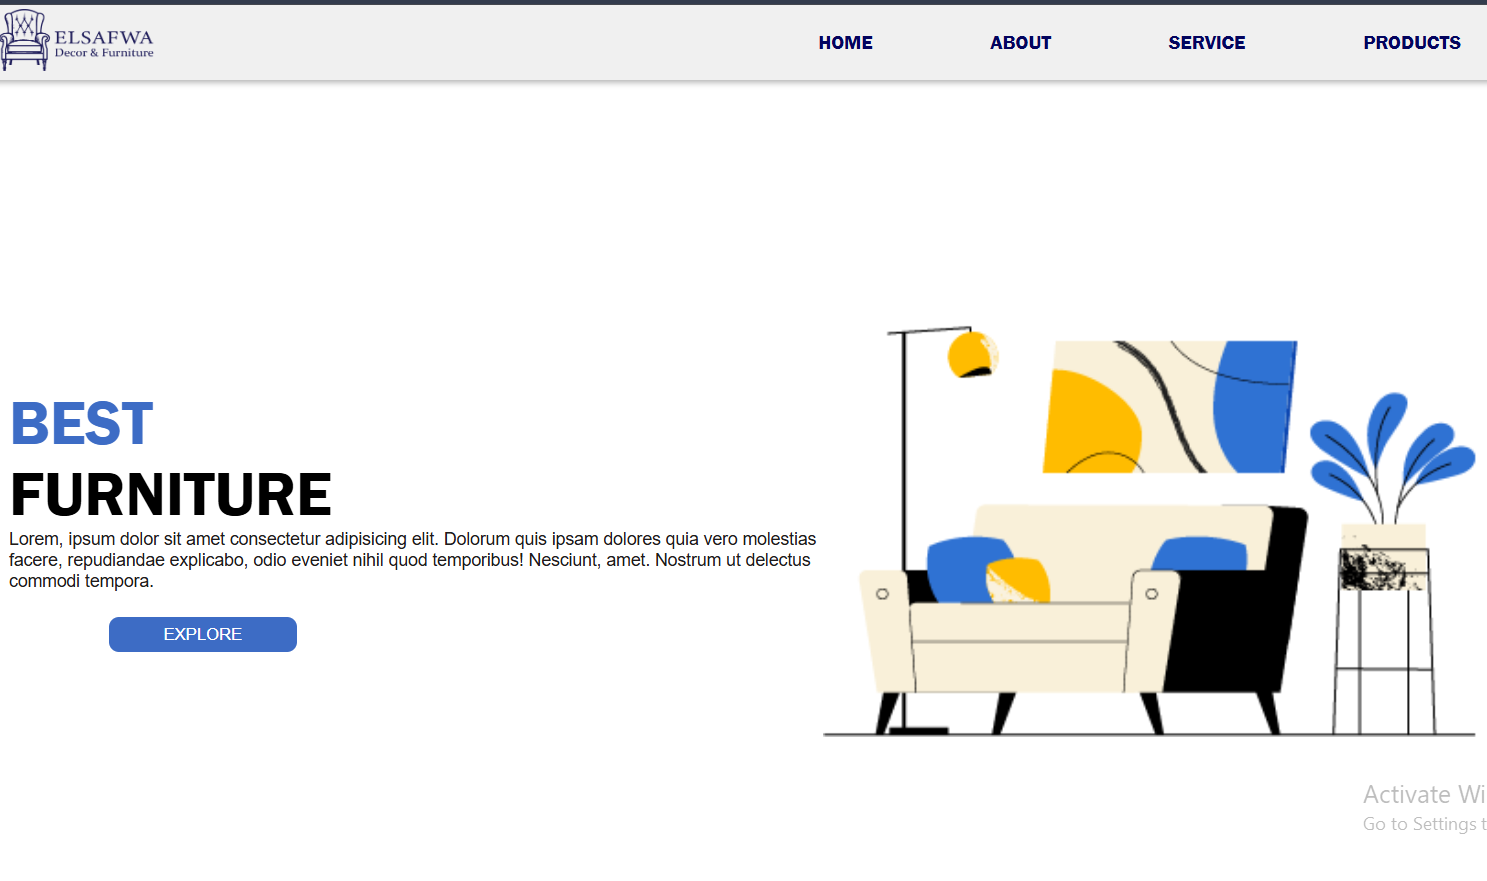 ELSAFWA
Decor & Furniture
HOME ABOUT SERVICE PRODUCTS
BEST
FURNITURE
Lorem, ipsum dolor sit amet consectetur adipisicing elit. Dolorum quis ipsam dolores quia vero molestias
facere, repudiandae explicabo, odio eveniet nihil quod temporibus! Nesciunt, amet. Nostrum ut delectus
commodi tempora.
EXPLORE
Activate Wi
Go to Settings t